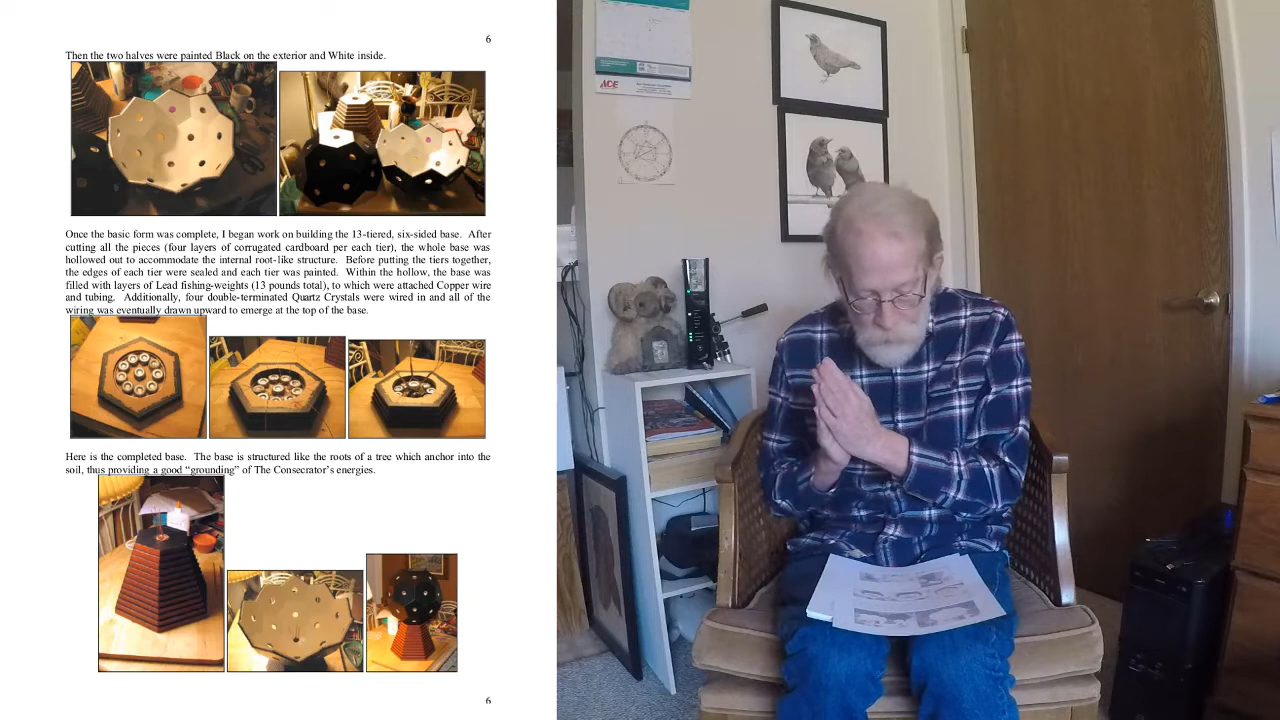 6
Then the two halves were painted Black on the exterior and White inside.
Once the basic form was complete, I began work on building the 13-tiered, six-sided base.  After
cutting all the pieces (four layers of corrugated cardboard per each tier), the whole base was
hollowed out to accommodate the internal root-like structure.  Before putting the tiers together,
the edges of each tier were sealed and each tier was painted.  Within the hollow, the base was
filled with layers of Lead fishing-weights (13 pounds total), to which were attached Copper wire
and tubing.  Additionally, four double-terminated Quartz Crystals were wired in and all of the
wiring was eventually drawn upward to emerge at the top of the base.
Here is the completed base.  The base is structured like the roots of a tree which anchor into the
soil, thus providing a good “grounding” of The Consecrator’s energies.
6
ACE